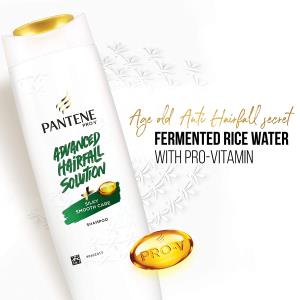 PANTENE
PRO-V
ADVANCED
HAIRFALL
SOLUTION
+
SILKY
SMOOTH CARE
SHAMPOO
Age old Anti Hairfall secret
FERMENTED RICE WATER
WITH PRO-VITAMIN
PRO-V